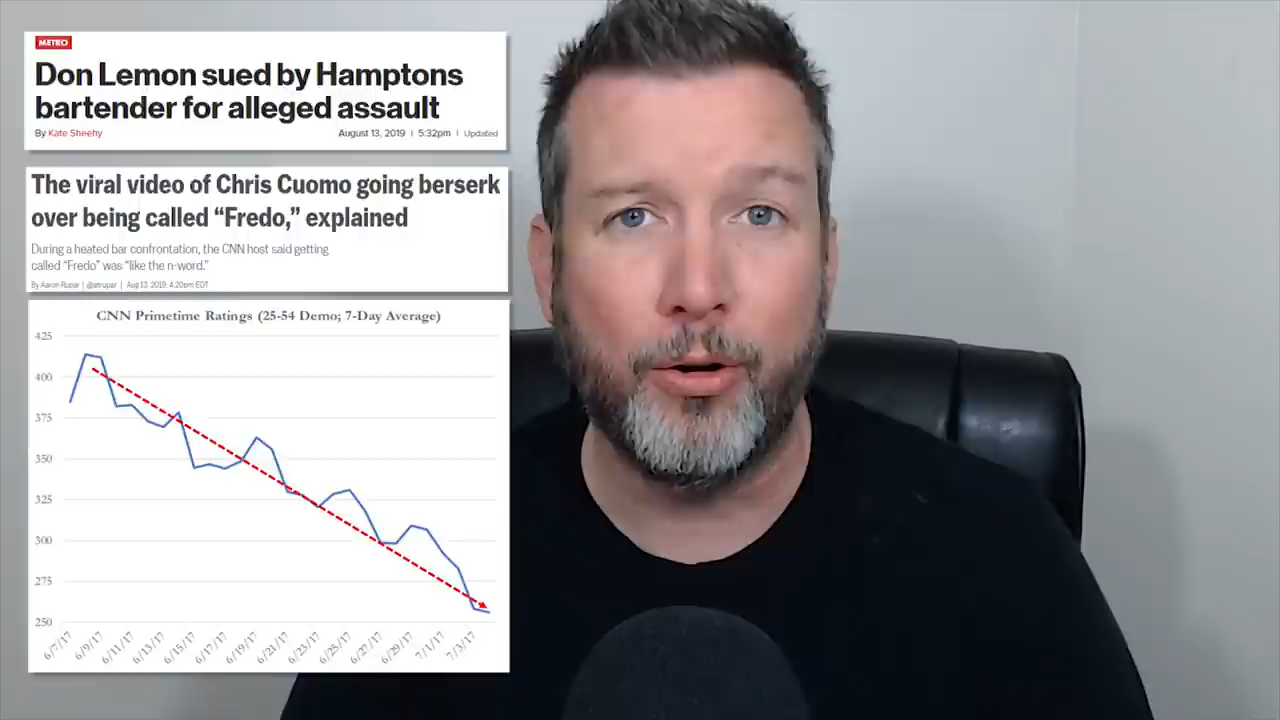 METRO
Don Lemon sued by Hamptons
bartender for alleged assault
By Kate Sheehy August 13, 2019 | 5:32pm | Updated
The viral video of Chris Cuomo going berserk
over being called “Fredo,” explained
During a heated bar confrontation, the CNN host said getting
called “Fredo” was “like the n-word.”
By Aaron Rupar | @atrupar | Aug 13, 2019, 4:20pm EDT
CNN Primetime Ratings (25-54 Demo; 7-Day Average)
425
400
375
350
325
300
275
250
6/7/17 6/9/17 6/11/17 6/13/17 6/15/17 6/17/17 6/19/17 6/21/17 6/23/17 6/25/17 6/27/17 6/29/17 7/1/17 7/3/17